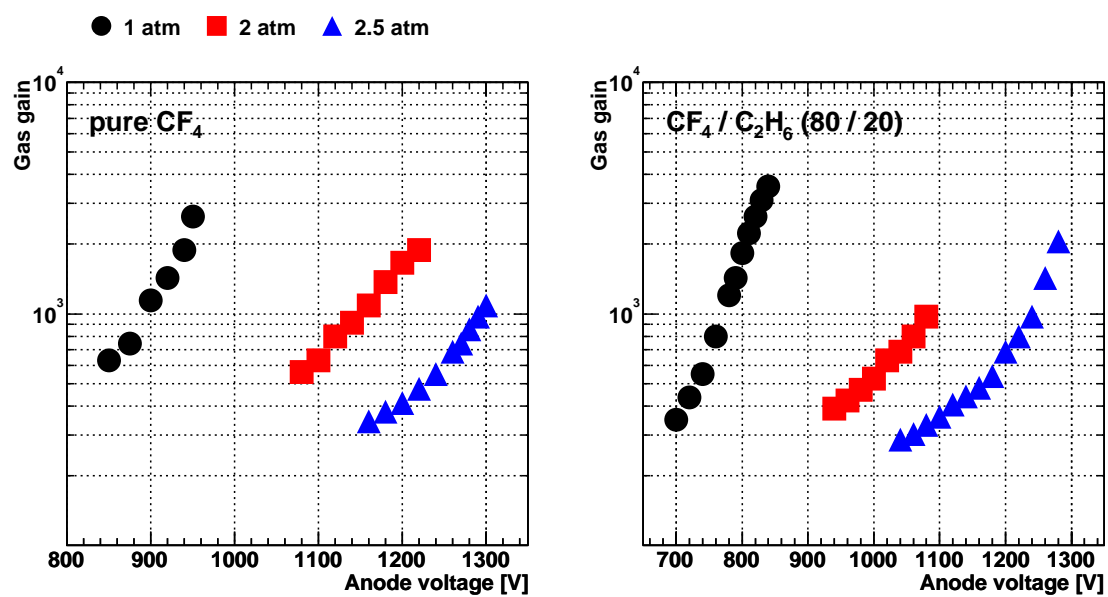 1 atm 2 atm 2.5 atm
Gas gain
10^4
10^3
pure CF4
800 900 1000 1100 1200 1300
Anode voltage [V]
Gas gain
10^4
10^3
CF4 / C2H6 (80 / 20)
700 800 900 1000 1100 1200 1300
Anode voltage [V]